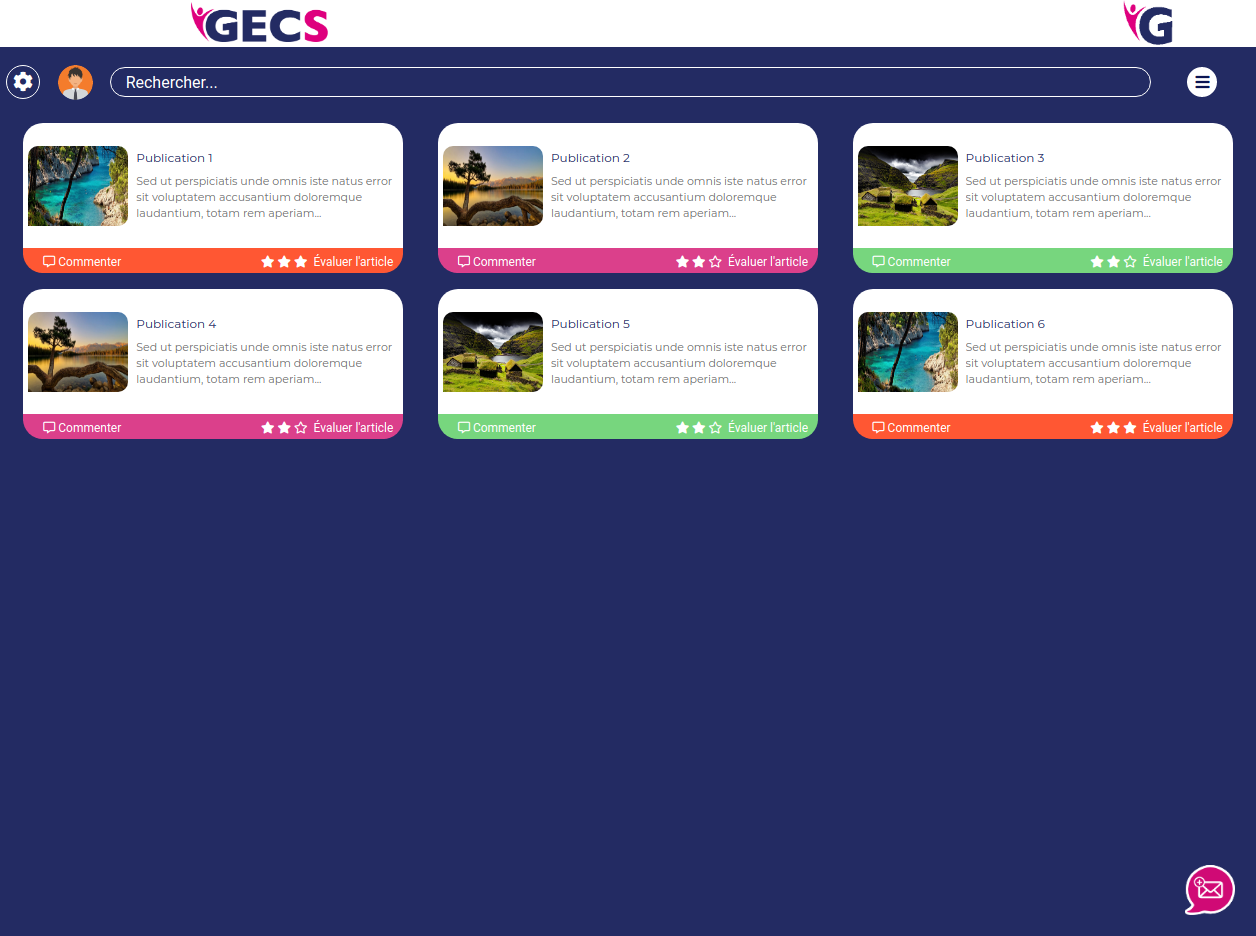 GECS
G
Rechercher...
Publication 1
Sed ut perspiciatis unde omnis iste natus error
sit voluptatem accusantium doloremque
laudantium, totam rem aperiam...
Commenter
Évaluer l'article
Publication 2
Sed ut perspiciatis unde omnis iste natus error
sit voluptatem accusantium doloremque
laudantium, totam rem aperiam...
Commenter
Évaluer l'article
Publication 3
Sed ut perspiciatis unde omnis iste natus error
sit voluptatem accusantium doloremque
laudantium, totam rem aperiam...
Commenter
Évaluer l'article
Publication 4
Sed ut perspiciatis unde omnis iste natus error
sit voluptatem accusantium doloremque
laudantium, totam rem aperiam...
Commenter
Évaluer l'article
Publication 5
Sed ut perspiciatis unde omnis iste natus error
sit voluptatem accusantium doloremque
laudantium, totam rem aperiam...
Commenter
Évaluer l'article
Publication 6
Sed ut perspiciatis unde omnis iste natus error
sit voluptatem accusantium doloremque
laudantium, totam rem aperiam...
Commenter
Évaluer l'article